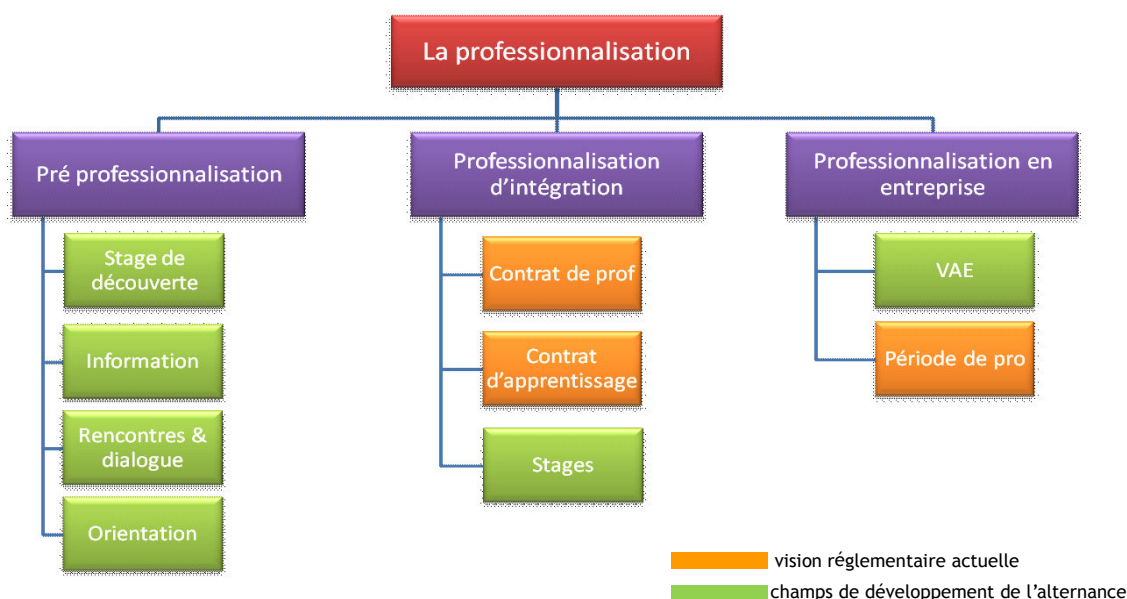 La professionnalisation
Pré professionnalisation
Stage de
découverte
Information
Rencontres &
dialogue
Orientation
Professionnalisation
d'intégration
Contrat de prof
Contrat
d'apprentissage
Stages
Professionnalisation en
entreprise
VAE
Période de pro
vision réglementaire actuelle
champs de développement de l'alternance